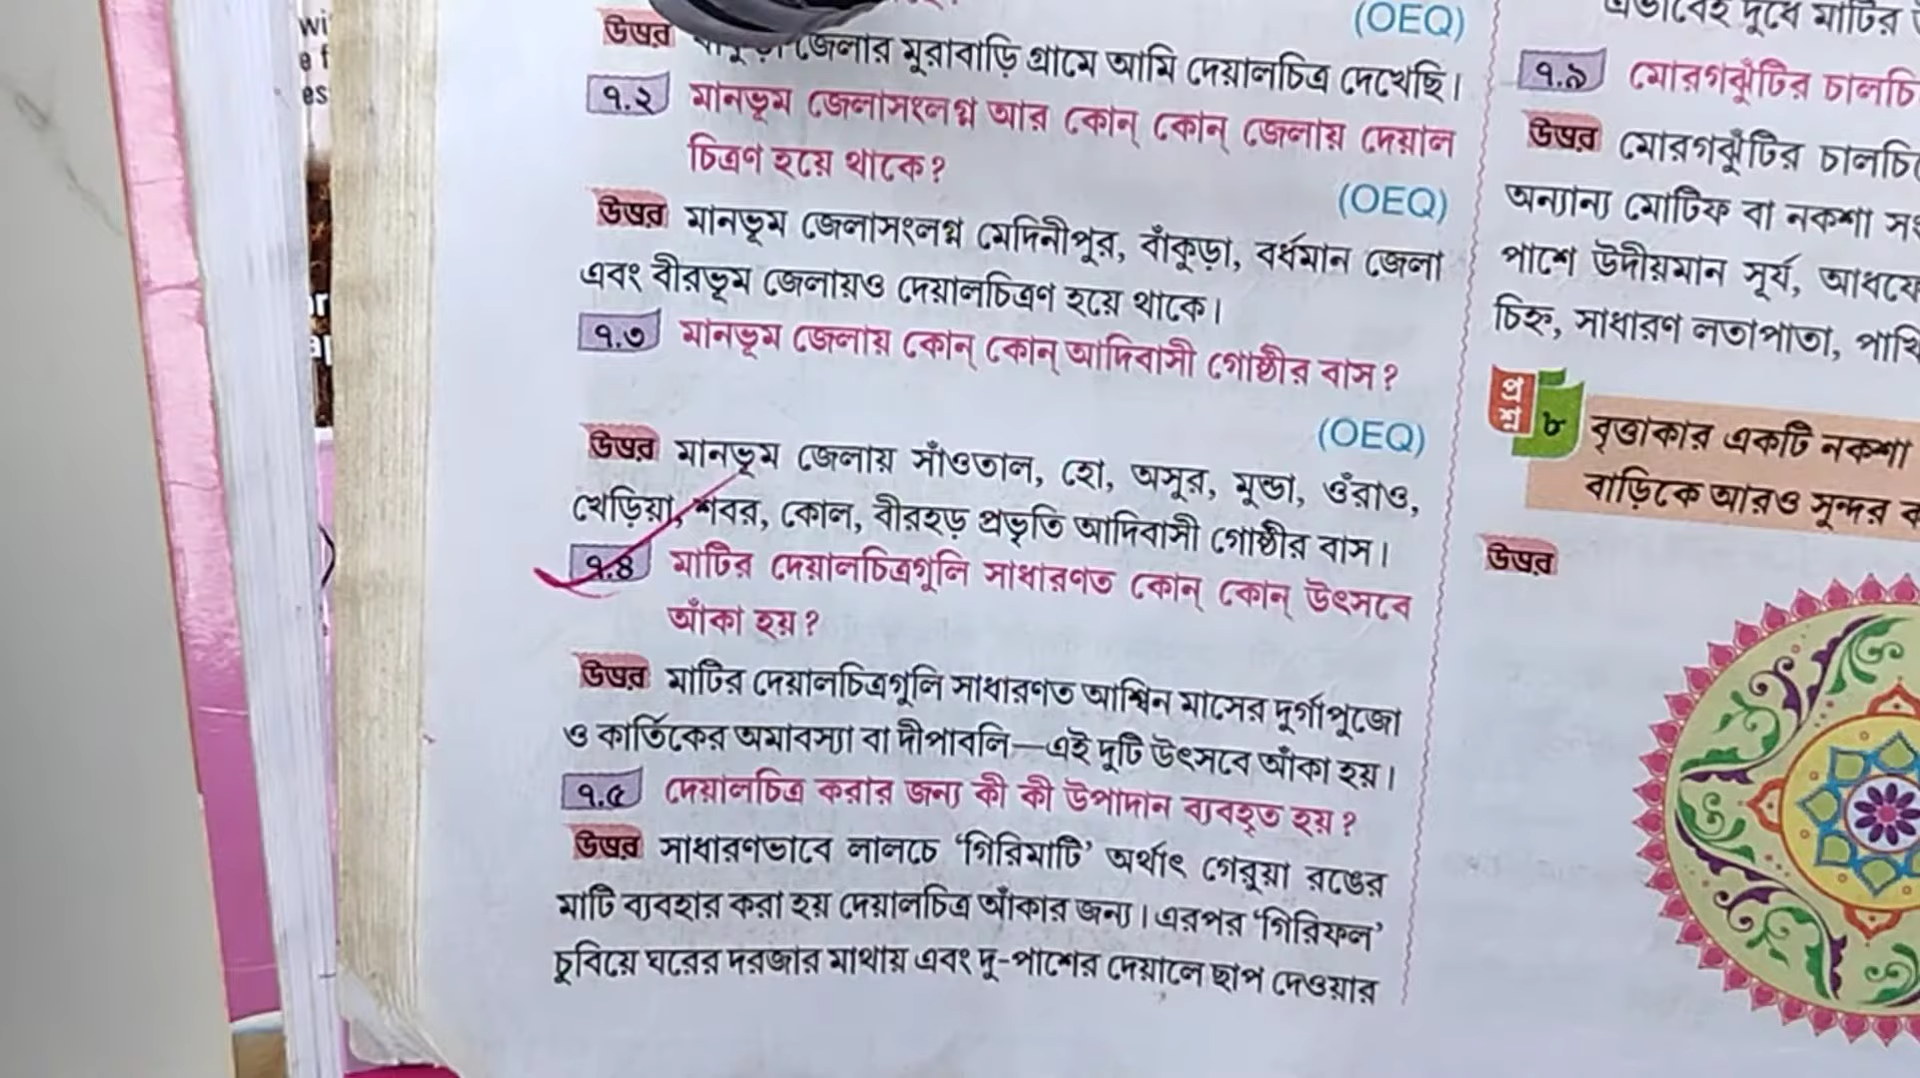 wi
es
(OEQ)
উত্তর জেলার মুরাবাড়ি গ্রামে আমি দেয়ালচিত্র দেখেছি।
৭.২ মানভূম জেলাসংলগ্ন আর কোন্ কোন্ জেলায় দেয়াল
চিত্রণ হয়ে থাকে?
(OEQ)
উত্তর মানভূম জেলাসংলগ্ন মেদিনীপুর, বাঁকুড়া, বর্ধমান জেলা
এবং বীরভূম জেলায়ও দেয়ালচিত্রণ হয়ে থাকে।
৭.৩ মানভূম জেলায় কোন্ কোন্ আদিবাসী গোষ্ঠীর বাস?
(OEQ)
উত্তর মানভূম জেলায় সাঁওতাল, হো, অসুর, মুন্ডা, ওঁরাও,
খেড়িয়া, শবর, কোল, বীরহড় প্রভৃতি আদিবাসী গোষ্ঠীর বাস।
৭.৪ মাটির দেয়ালচিত্রগুলি সাধারণত কোন্ কোন্ উৎসবে
আঁকা হয়?
উত্তর মাটির দেয়ালচিত্রগুলি সাধারণত আশ্বিন মাসের দুর্গাপুজো
ও কার্তিকের অমাবস্যা বা দীপাবলি—এই দুটি উৎসবে আঁকা হয়।
৭.৫ দেয়ালচিত্র করার জন্য কী কী উপাদান ব্যবহৃত হয়?
উত্তর সাধারণভাবে লালচে ‘গিরিমাটি’ অর্থাৎ গেরুয়া রঙের
মাটি ব্যবহার করা হয় দেয়ালচিত্র আঁকার জন্য। এরপর ‘গিরিফল’
চুবিয়ে ঘরের দরজার মাথায় এবং দু-পাশের দেয়ালে ছাপ দেওয়ার
এভাবেই দুধে মাটির
৭.৯ মোরগঝুঁটির চালচি
উত্তর মোরগঝুঁটির চালচি
অন্যান্য মোটিফ বা নকশা
পাশে উদীয়মান সূর্য, আধফো
চিহ্ন, সাধারণ লতাপাতা, পাখি
প্রশ্ন ৮ বৃত্তাকার একটি নকশা
বাড়িকে আরও সুন্দর ক
উত্তর